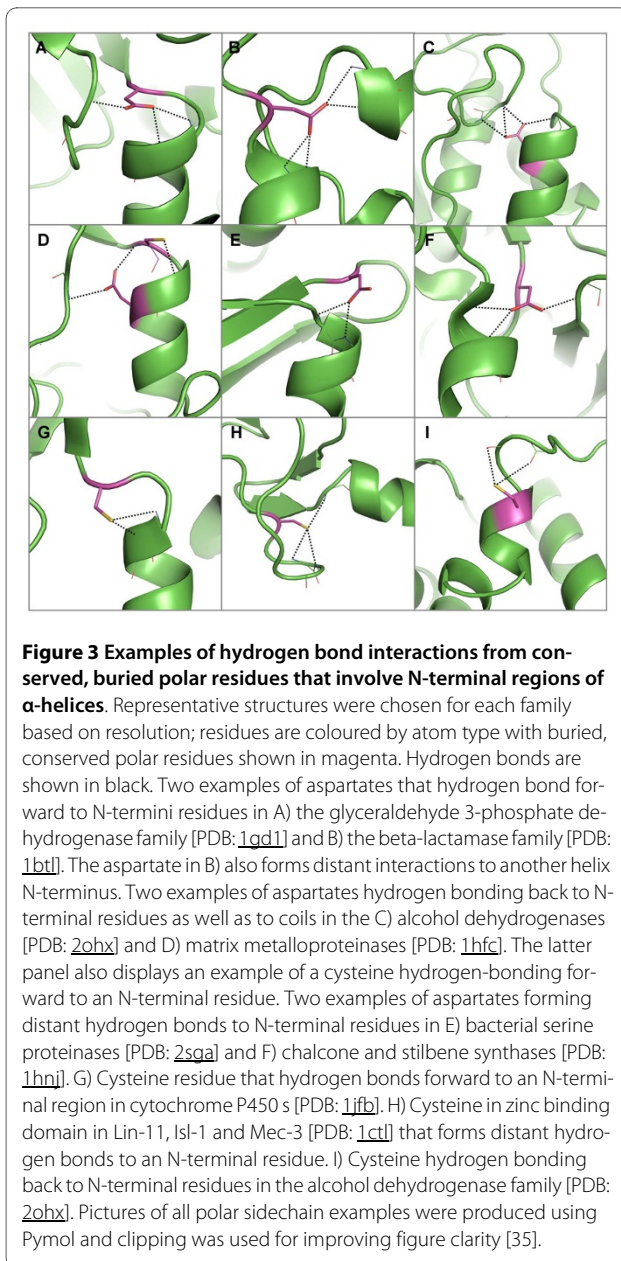 A
B
C
D
E
F
G
H
I
Figure 3 Examples of hydrogen bond interactions from con-
served, buried polar residues that involve N-terminal regions of
α-helices. Representative structures were chosen for each family
based on resolution; residues are coloured by atom type with buried,
conserved polar residues shown in magenta. Hydrogen bonds are
shown in black. Two examples of aspartates that hydrogen bond for-
ward to N-termini residues in A) the glyceraldehyde 3-phosphate de-
hydrogenase family [PDB: 1gd1] and B) the beta-lactamase family [PDB:
1btl]. The aspartate in B) also forms distant interactions to another helix
N-terminus. Two examples of aspartates hydrogen bonding back to N-
terminal residues as well as to coils in the C) alcohol dehydrogenases
[PDB: 2ohx] and D) matrix metalloproteinases [PDB: 1hfc]. The latter
panel also displays an example of a cysteine hydrogen-bonding for-
ward to an N-terminal residue. Two examples of aspartates forming
distant hydrogen bonds to N-terminal residues in E) bacterial serine
proteinases [PDB: 2sga] and F) chalcone and stilbene synthases [PDB:
1hnj]. G) Cysteine residue that hydrogen bonds forward to an N-termi-
nal region in cytochrome P450 s [PDB: 1jfb]. H) Cysteine in zinc binding
domain in Lin-11, Isl-1 and Mec-3 [PDB: 1ctl] that forms distant hydro-
gen bonds to an N-terminal residue. I) Cysteine hydrogen bonding
back to N-terminal residues in the alcohol dehydrogenase family [PDB:
2ohx]. Pictures of all polar sidechain examples were produced using
Pymol and clipping was used for improving figure clarity [35].